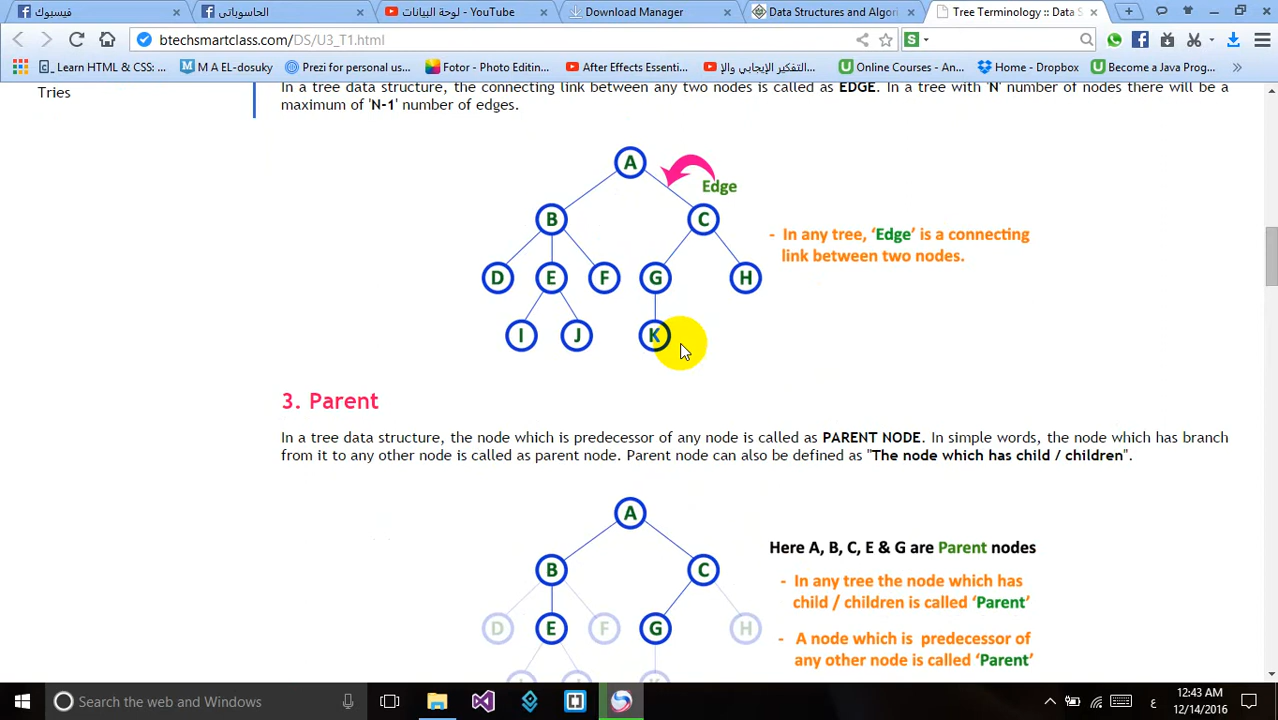 فيسبوك
الحاسوباتى
لوحة البيانات - YouTube
Download Manager
Data Structures and Algori
Tree Terminology :: Data S
btechsmartclass.com/DS/U3_T1.html
S
Learn HTML & CSS: ...
M A EL-dosuky
Prezi for personal us...
Fotor - Photo Editin...
After Effects Essenti...
التفكير الإيجابي والإ...
Online Courses - An...
Home - Dropbox
Become a Java Prog...
Tries
In a tree data structure, the connecting link between any two nodes is called as EDGE. In a tree with 'N' number of nodes there will be a
maximum of 'N-1' number of edges.
A
Edge
B
C
- In any tree, ‘Edge’ is a connecting
link between two nodes.
D
E
F
G
H
I
J
K
3. Parent
In a tree data structure, the node which is predecessor of any node is called as PARENT NODE. In simple words, the node which has branch
from it to any other node is called as parent node. Parent node can also be defined as "The node which has child / children".
A
Here A, B, C, E & G are Parent nodes
B
C
- In any tree the node which has
child / children is called ‘Parent’
D
E
F
G
H
- A node which is predecessor of
any other node is called ‘Parent’
Search the web and Windows
ع
12:43 AM
12/14/2016